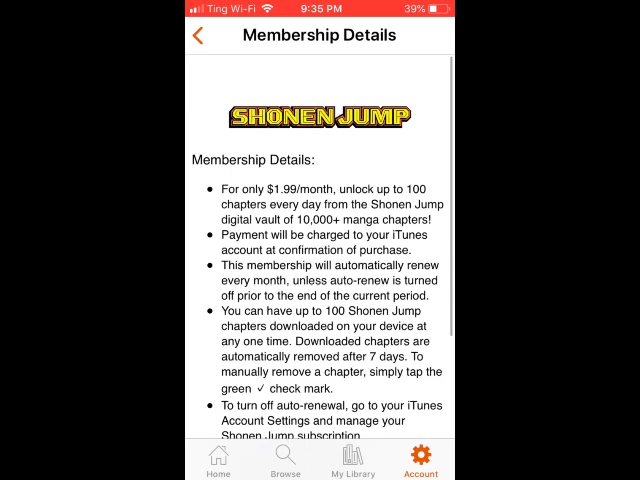 Ting Wi-Fi 9:35 PM 39%
Membership Details
SHONEN JUMP
Membership Details:
● For only $1.99/month, unlock up to 100
chapters every day from the Shonen Jump
digital vault of 10,000+ manga chapters!
● Payment will be charged to your iTunes
account at confirmation of purchase.
● This membership will automatically renew
every month, unless auto-renew is turned
off prior to the end of the current period.
● You can have up to 100 Shonen Jump
chapters downloaded on your device at
any one time. Downloaded chapters are
automatically removed after 7 days. To
manually remove a chapter, simply tap the
green ✓ check mark.
● To turn off auto-renewal, go to your iTunes
Account Settings and manage your
Shonen Jump subscription
Home Browse My Library Account